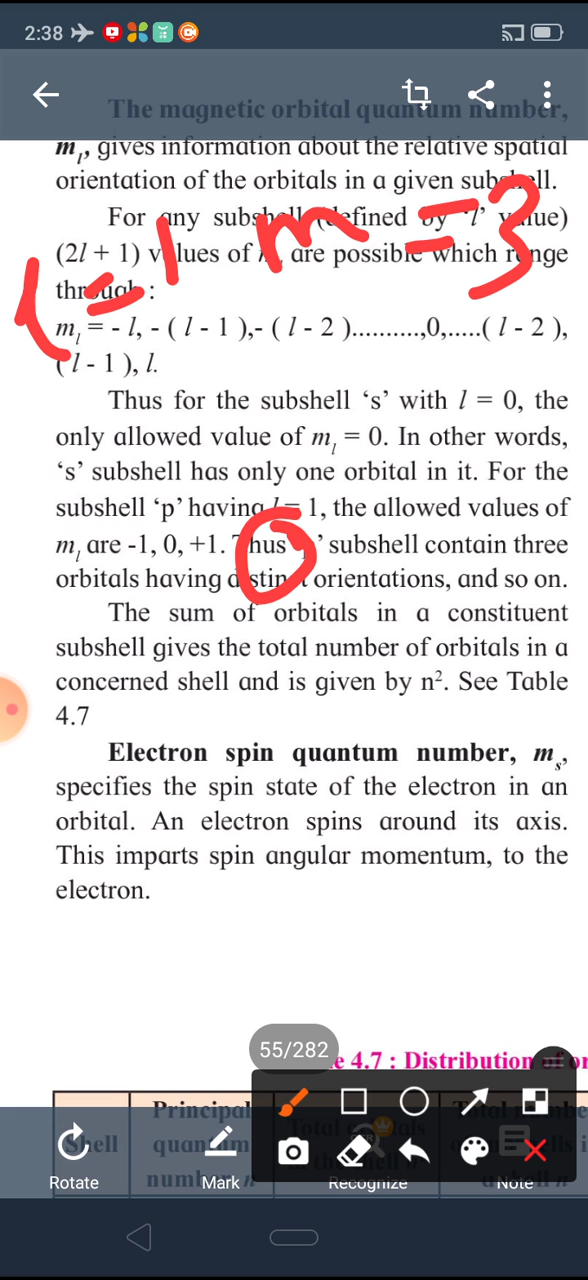 2:38
The magnetic orbital quantum number,
mₗ, gives information about the relative spatial
orientation of the orbitals in a given subshell.
For any subshell (defined by 'l' value)
l=1 m=3
(2l + 1) values of mₗ are possible which range
through :
mₗ = - l, - ( l - 1 ),- ( l - 2 )..........,0,.....( l - 2 ),
( l - 1 ), l.
Thus for the subshell ‘s’ with l = 0, the
only allowed value of mₗ = 0. In other words,
‘s’ subshell has only one orbital in it. For the
subshell ‘p’ having l = 1, the allowed values of
mₗ are -1, 0, +1. Thus ’ subshell contain three
orbitals having distinct orientations, and so on.
The sum of orbitals in a constituent
subshell gives the total number of orbitals in a
concerned shell and is given by n². See Table
4.7
Electron spin quantum number, mₛ,
specifies the spin state of the electron in an
orbital. An electron spins around its axis.
This imparts spin angular momentum, to the
electron.
55/282
4.7 : Distribution of
Shell
Principal
quantum
number n
Rotate
Mark
Recognize
Note